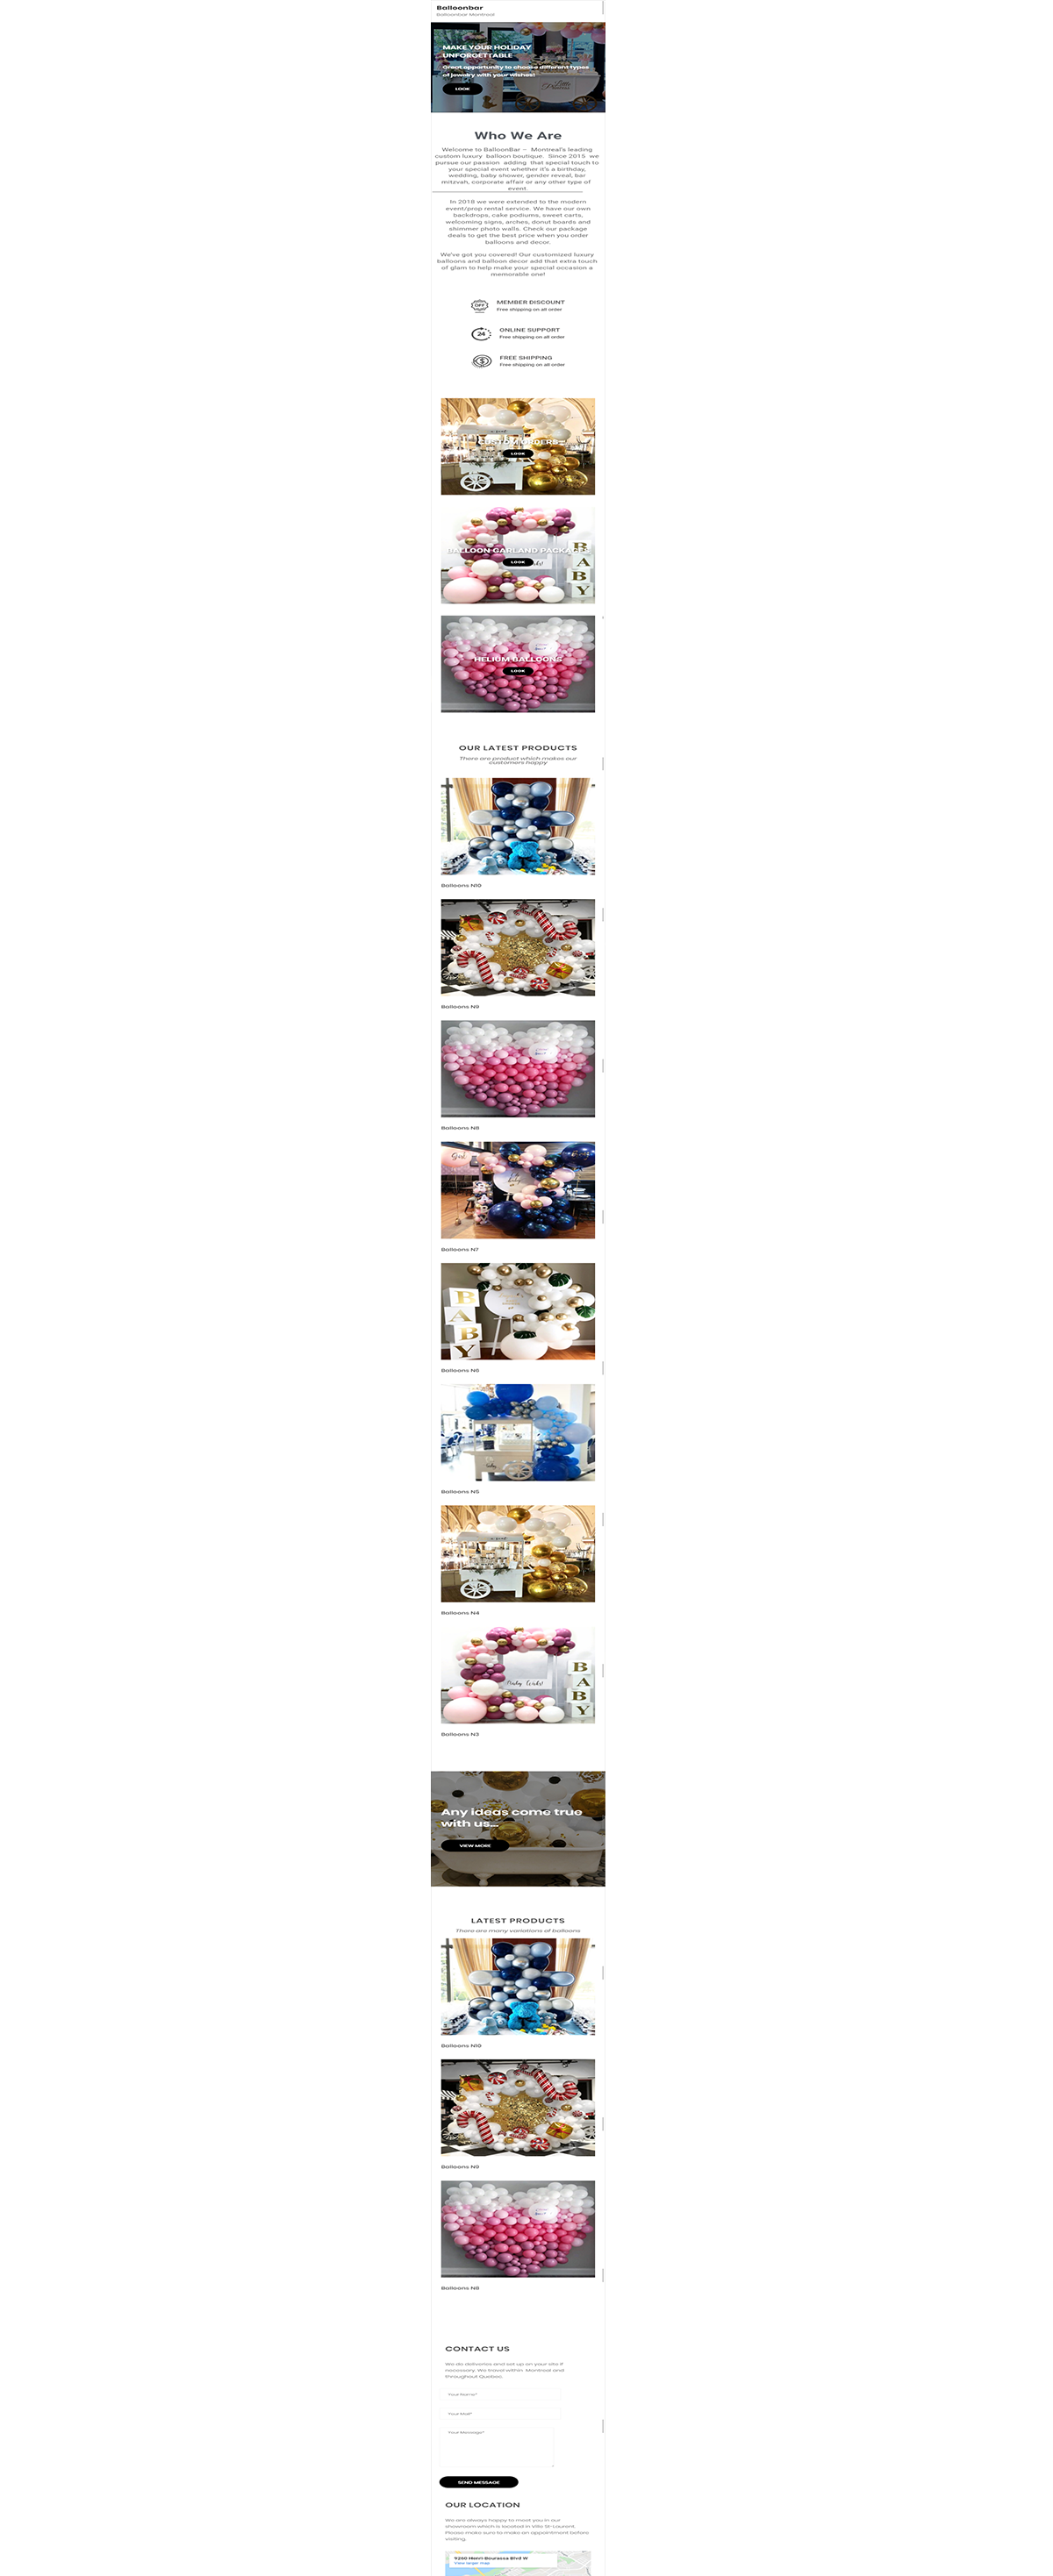 Balloonbar
Balloonbar Montreal
MAKE YOUR HOLIDAY
UNFORGETTABLE
Great opportunity to choose different types
of jewelry with your wishes!
LOOK
Who We Are
Welcome to BalloonBar – Montreal's leading
custom luxury balloon boutique. Since 2015 we
pursue our passion adding that special touch to
your special event whether it's a birthday,
wedding, baby shower, gender reveal, bar
mitzvah, corporate affair or any other type of
event.
In 2018 we were extended to the modern
event/prop rental service. We have our own
backdrops, cake podiums, sweet carts,
welcoming signs, arches, donut boards and
shimmer photo walls. Check our package
deals to get the best price when you order
balloons and decor.
We've got you covered! Our customized luxury
balloons and balloon decor add that extra touch
of glam to help make your special occasion a
memorable one!
OFF
MEMBER DISCOUNT
Free shipping on all order
24
ONLINE SUPPORT
Free shipping on all order
$
FREE SHIPPING
Free shipping on all order
CUSTOM ORDERS
LOOK
BALLOON GARLAND PACKAGES
LOOK
BABY
HELIUM BALLOONS
LOOK
OUR LATEST PRODUCTS
There are product which makes our
customers happy
Balloons N10
Balloons N9
Balloons N8
Balloons N7
BABY
Balloons N6
Balloons N5
Balloons N4
BABY
Balloons N3
Any ideas come true
with us...
VIEW MORE
LATEST PRODUCTS
There are many variations of balloons
Balloons N10
Balloons N9
Balloons N8
CONTACT US
We do deliveries and set up on your site if
necessary. We travel within Montreal and
throughout Quebec.
Your Name*
Your Mail*
Your Message*
SEND MESSAGE
OUR LOCATION
We are always happy to meet you in our
showroom which is located in Ville St-Laurent.
Please make sure to make an appointment before
visiting.
9250 Henri-Bourassa Blvd W
View larger map